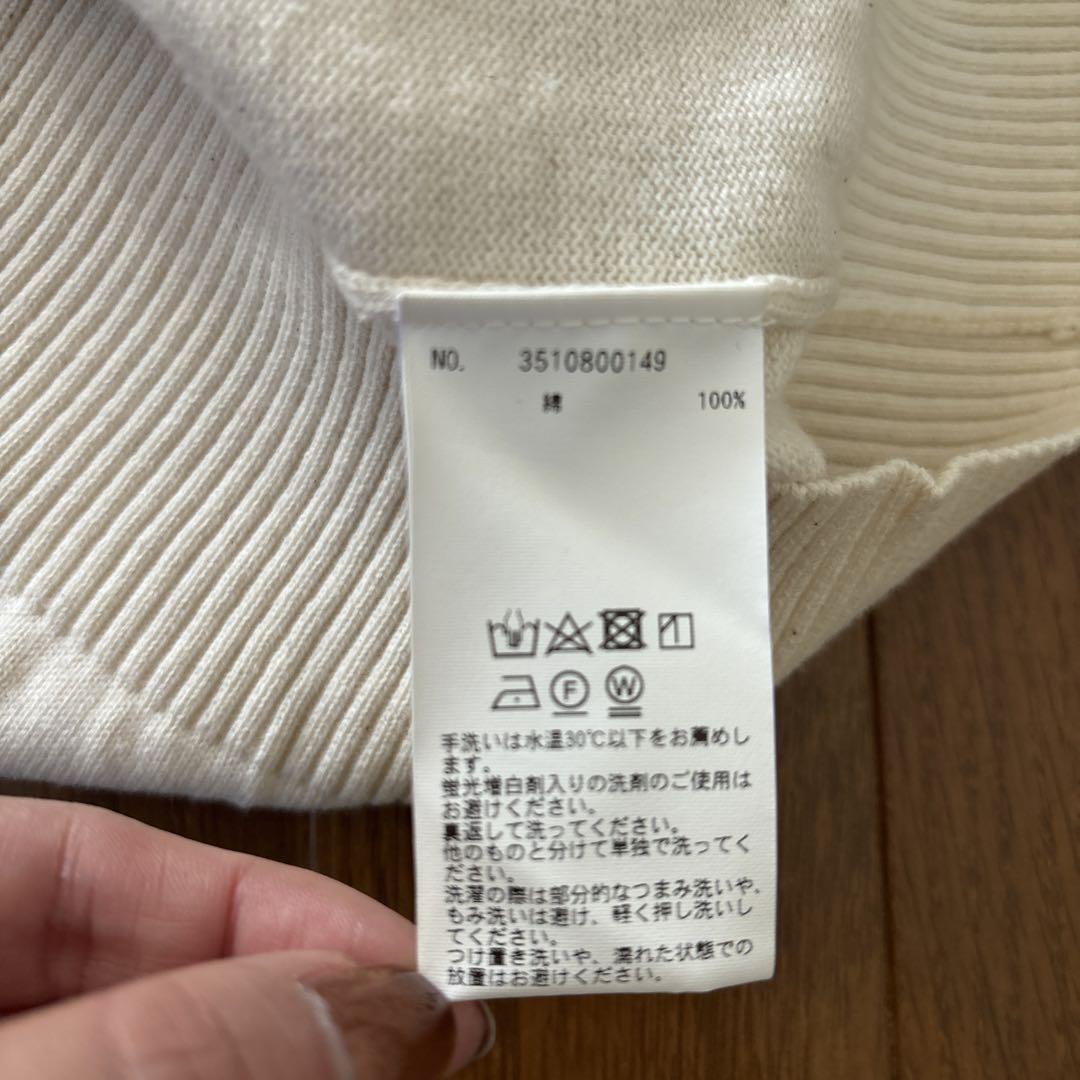 NO. 3510800149
綿 100%
F W
手洗いは水温30℃以下をお薦めし
ます。
蛍光増白剤入りの洗剤のご使用は
お避けください。
裏返して洗ってください。
他のものと分けて単独で洗ってく
ださい。
洗濯の際は部分的なつまみ洗いや、
もみ洗いは避け、軽く押し洗いし
てください。
つけ置き洗いや、濡れた状態での
放置はお避けください。